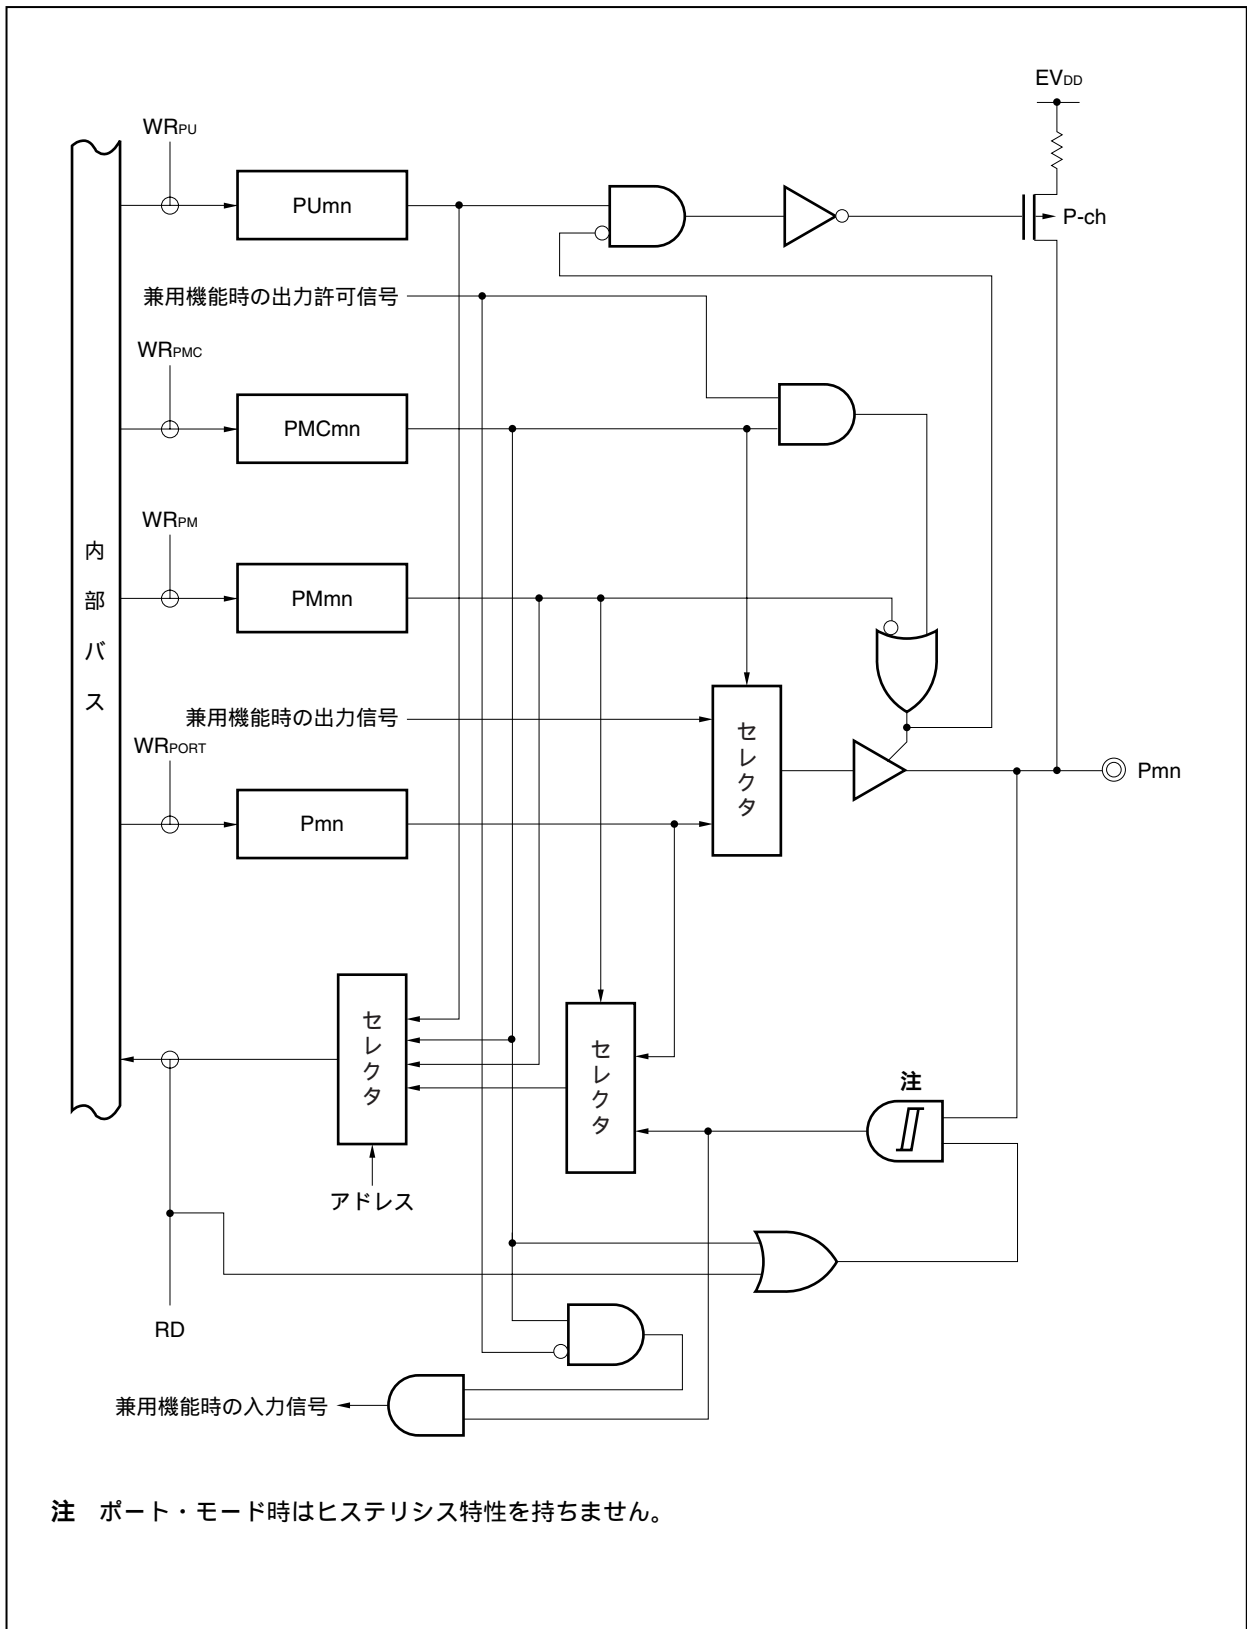 EVDD
WRPU
PUmn
P-ch
兼用機能時の出力許可信号
WRPMC
PMCmn
WRPM
内部バス
PMmn
兼用機能時の出力信号
セレクタ
WRPORT
Pmn
Pmn
セレクタ
セレクタ
注
アドレス
RD
兼用機能時の入力信号
注 ポート・モード時はヒステリシス特性を持ちません。